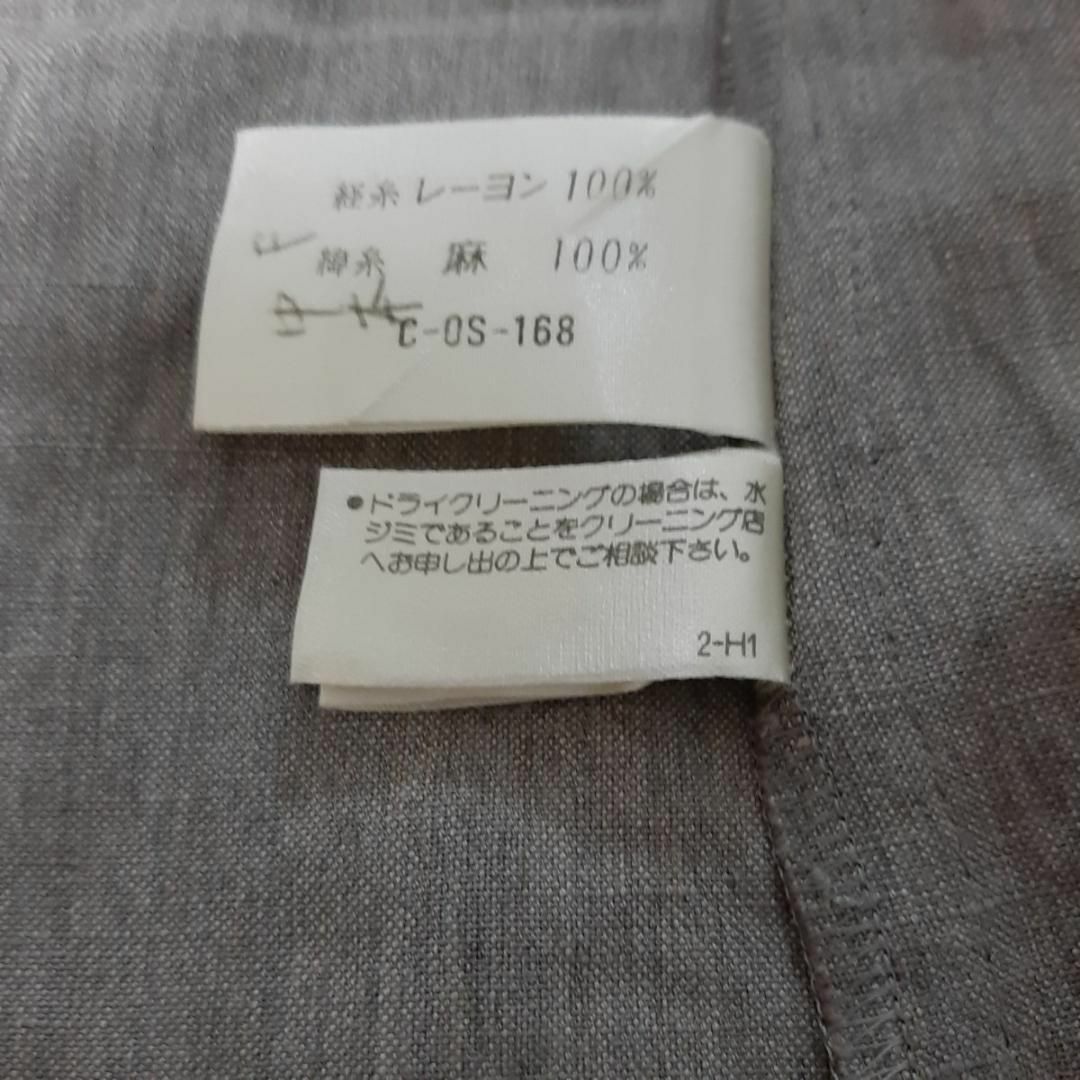 経糸 レーヨン 100%
緯糸 麻 100%
C-OS-168
●ドライクリーニングの場合は、水
ジミであることをクリーニング店
へお申し出の上でご相談下さい。
2-H1